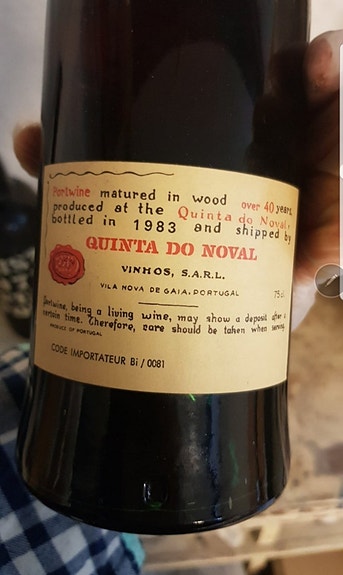 Portwine matured in wood over 40 years
produced at the Quinta do Noval,
bottled in 1983 and shipped by
QUINTA DO NOVAL
VINHOS, S.A.R.L.
VILA NOVA DE GAIA. PORTUGAL 75cl.
Portwine, being a living wine, may show a deposit after a
certain time. Therefore, care should be taken when serving.
PRODUCE OF PORTUGAL
CODE IMPORTATEUR Bi / 0081